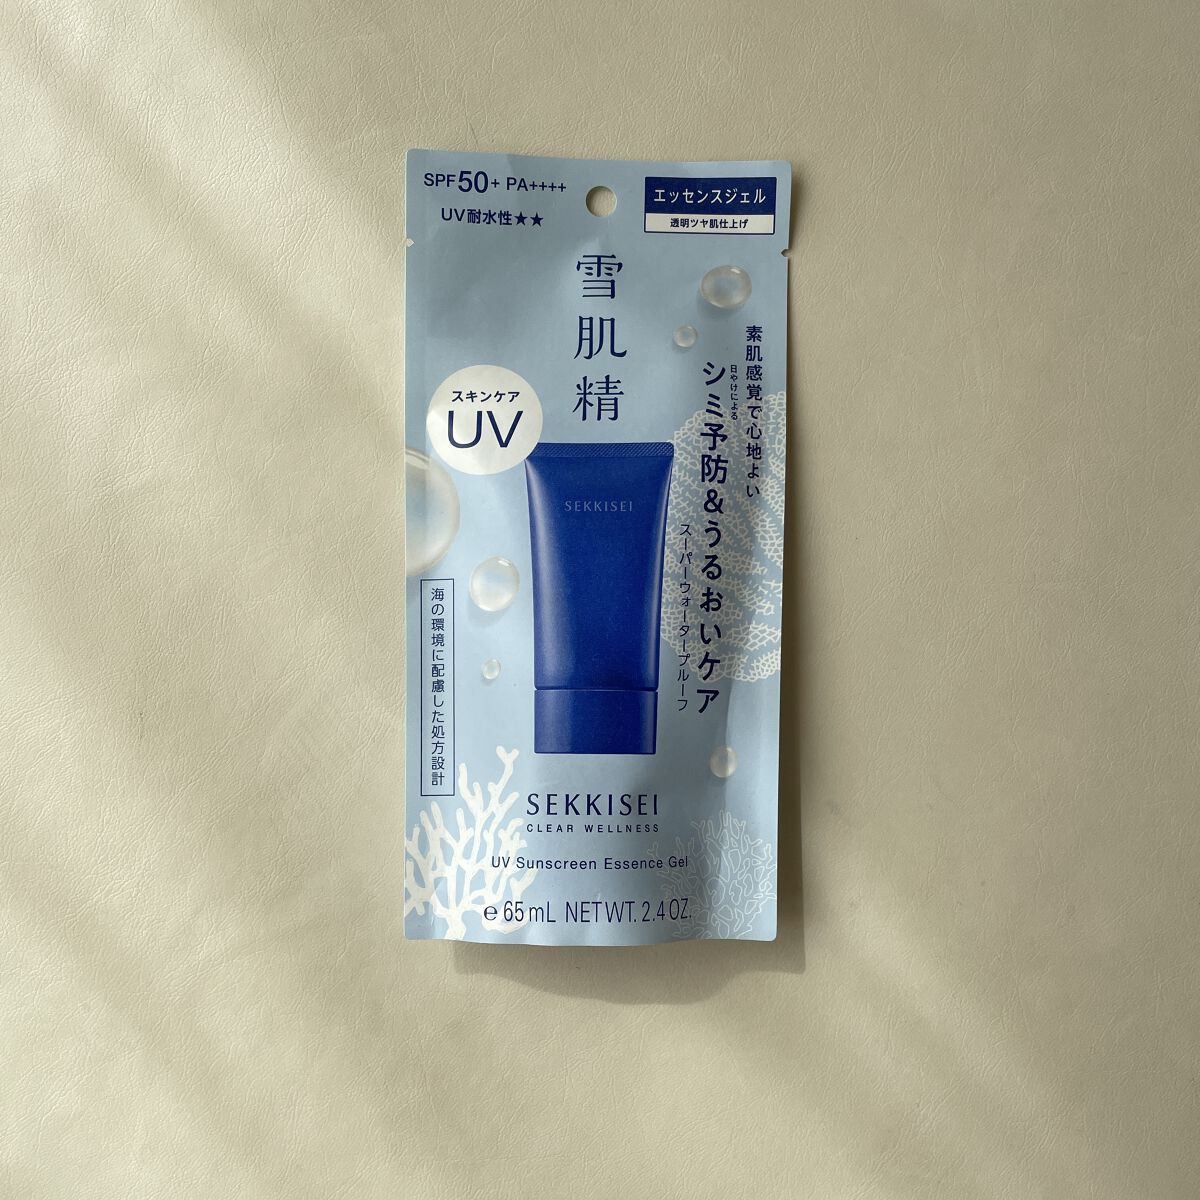 SPF50+ PA++++
UV耐水性★★
エッセンスジェル
透明ツヤ肌仕上げ
雪肌精
素肌感覚で心地よい
日やけによる
シミ予防&うるおいケア
スーパーウォータープルーフ
スキンケア
UV
SEKKISEI
海の環境に配慮した処方設計
SEKKISEI
CLEAR WELLNESS
UV Sunscreen Essence Gel
℮65mL NET WT. 2.4 OZ.